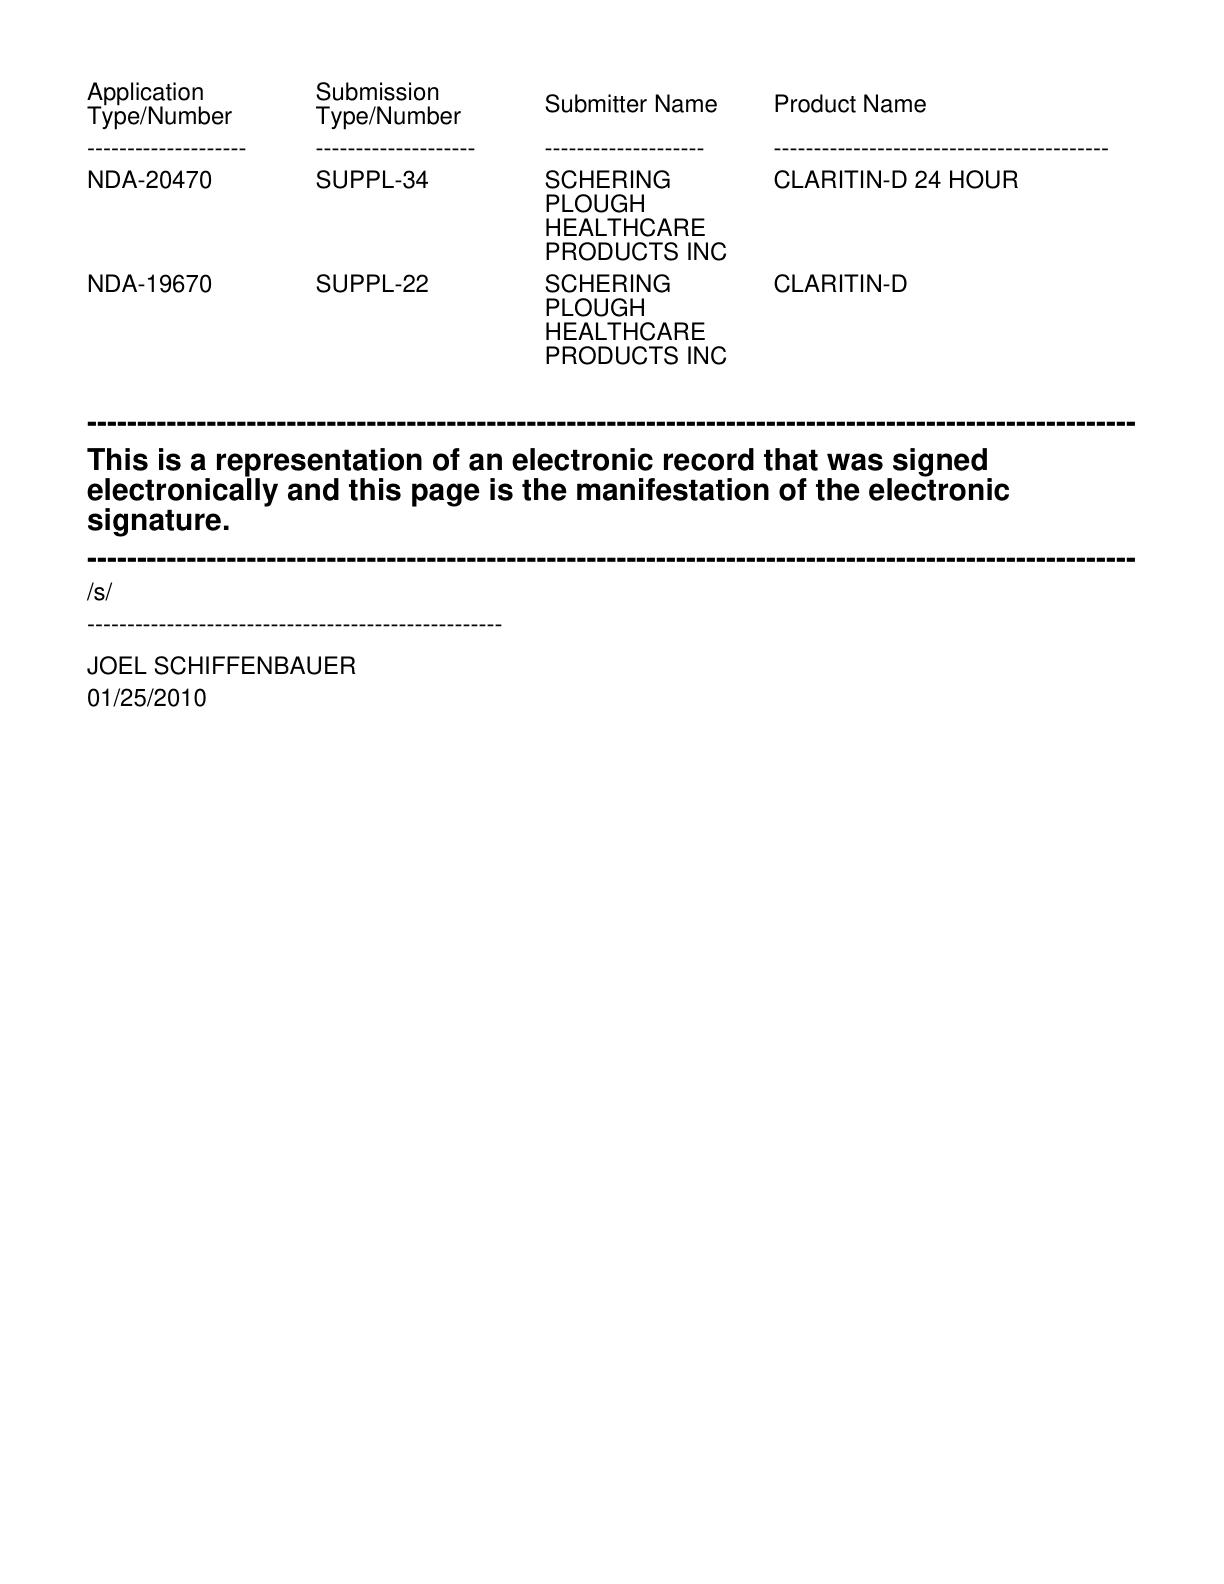 Application Type/Number
Submission Type/Number
Submitter Name
Product Name
--------------------
--------------------
--------------------
------------------------------------------
NDA-20470
SUPPL-34
SCHERING
PLOUGH
HEALTHCARE
PRODUCTS INC
CLARITIN-D 24 HOUR
NDA-19670
SUPPL-22
SCHERING
PLOUGH
HEALTHCARE
PRODUCTS INC
CLARITIN-D
---------------------------------------------------------------------------------------------------------
This is a representation of an electronic record that was signed
electronically and this page is the manifestation of the electronic
signature.
---------------------------------------------------------------------------------------------------------
/s/
----------------------------------------------------
JOEL SCHIFFENBAUER
01/25/2010